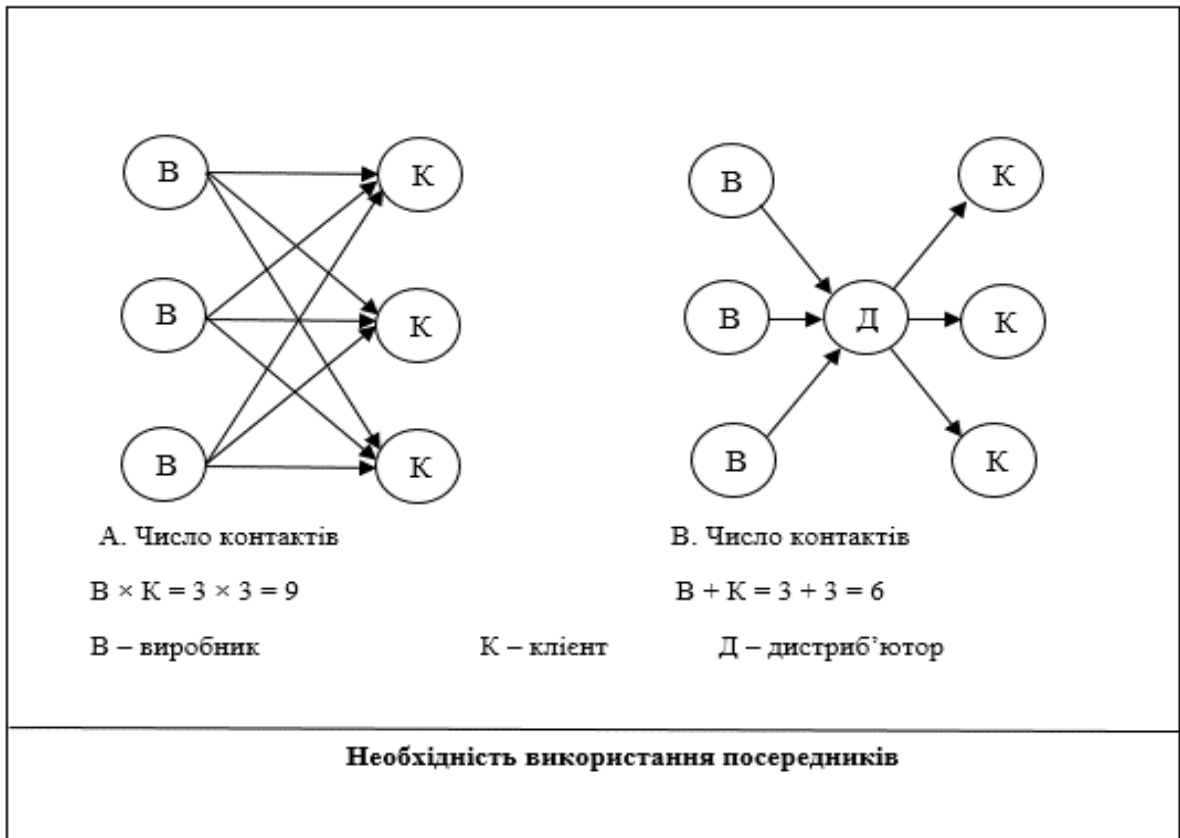 В К В К
В К В Д К
В К В К
А. Число контактів В. Число контактів
В × К = 3 × 3 = 9 В + К = 3 + 3 = 6
В – виробник К – клієнт Д – дистриб’ютор
Необхідність використання посередників